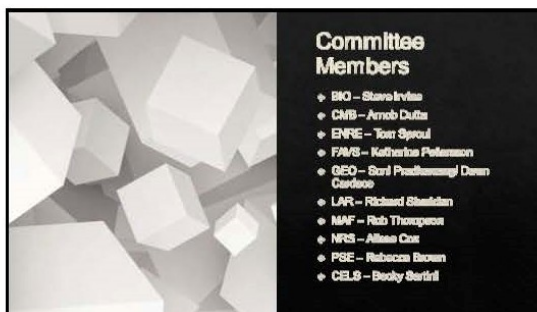 Committee
Members
BIO – Steve Irvine
CMB – Arnob Dutta
ENRE – Tom Sproul
FAVS – Katherine Petersson
GEO – Soni Pradhanang/ Dawn
Cardace
LAR – Richard Sheridan
MAF – Rob Thompson
NRS – Alisse Cox
PSE – Rebecca Brown
CELS – Becky Sartini